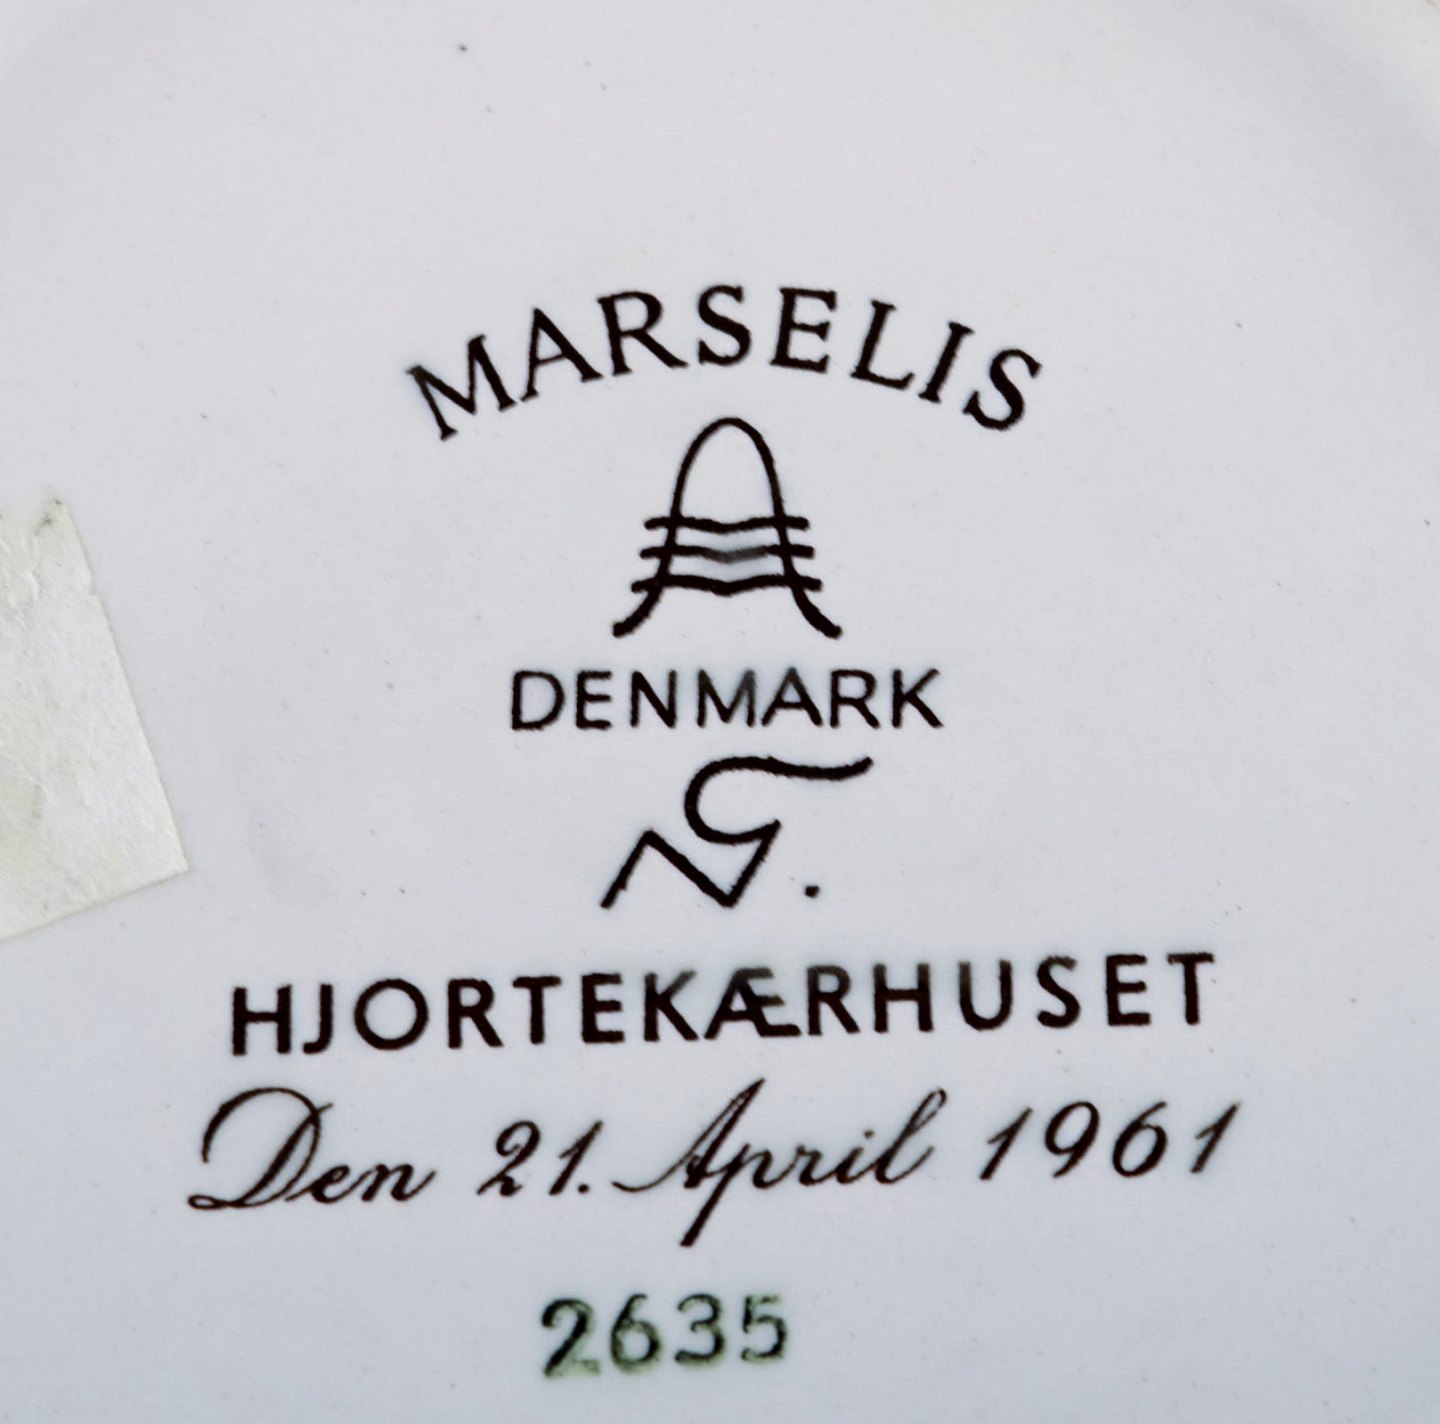 MARSELIS
DENMARK
HJORTEKÆRHUSET
Den 21. April 1961
2635